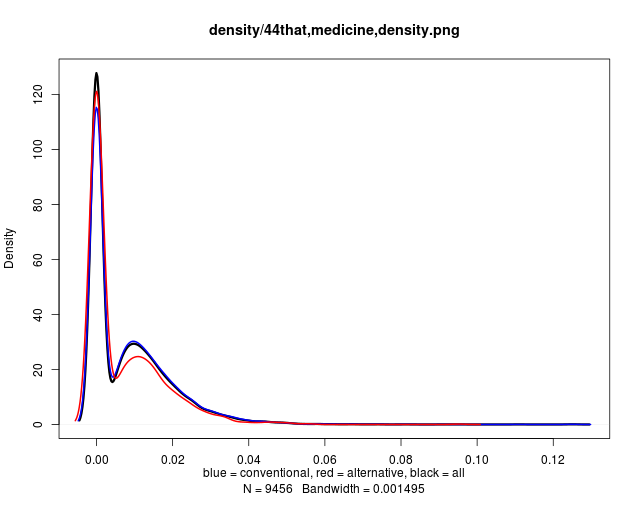 density/44that,medicine,density.png
Density
0
20
40
60
80
100
120
0.00 0.02 0.04 0.06 0.08 0.10 0.12
blue = conventional, red = alternative, black = all
N = 9456 Bandwidth = 0.001495